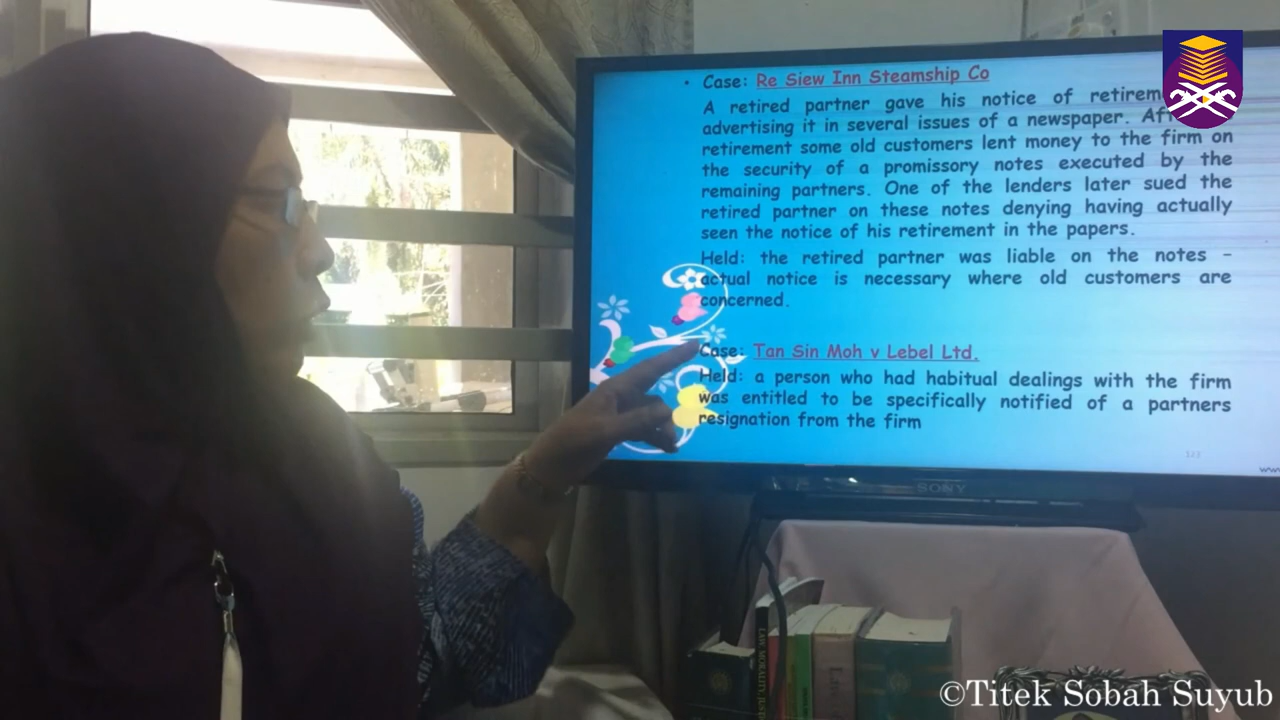 • Case: Re Siew Inn Steamship Co
A retired partner gave his notice of retirem
advertising it in several issues of a newspaper. Aft
retirement some old customers lent money to the firm on
the security of a promissory notes executed by the
remaining partners. One of the lenders later sued the
retired partner on these notes denying having actually
seen the notice of his retirement in the papers.
Held: the retired partner was liable on the notes –
actual notice is necessary where old customers are
concerned.
Case: Tan Sin Moh v Lebel Ltd.
Held: a person who had habitual dealings with the firm
was entitled to be specifically notified of a partners
resignation from the firm
123
ww
SONY
LAW, MORALITY,
©Titek Sobah Suyub